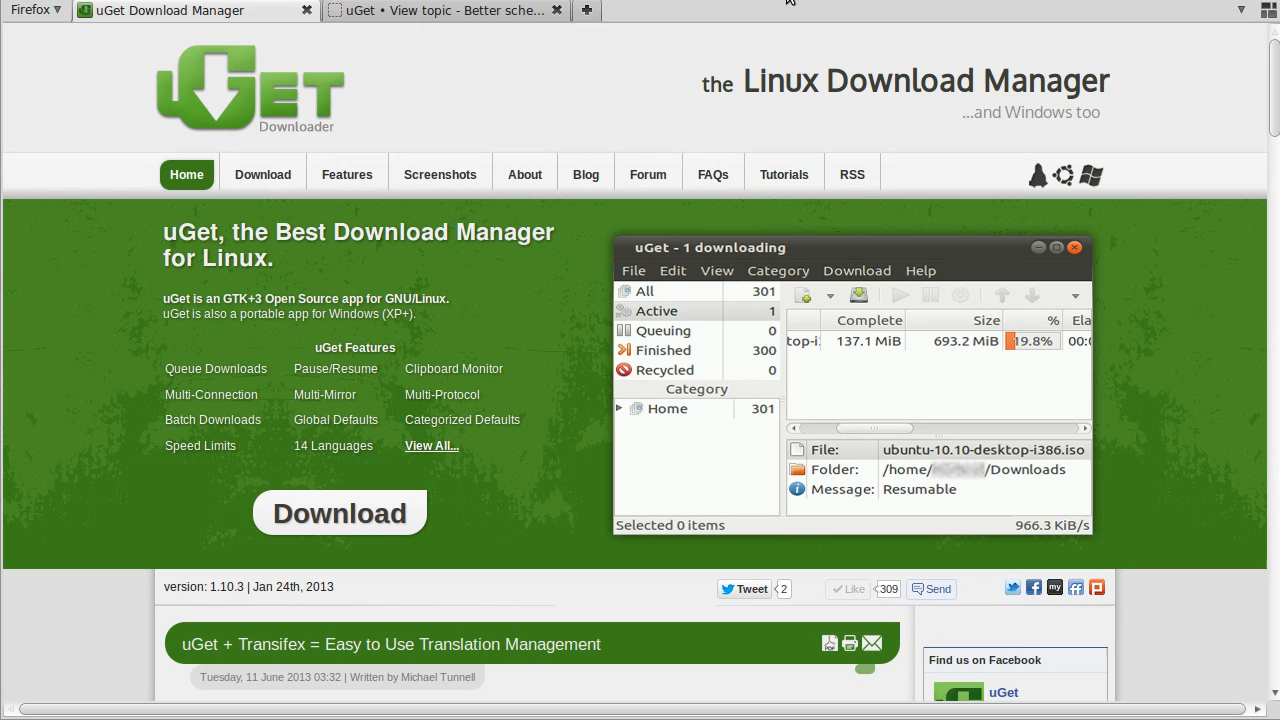 Firefox
uGet Download Manager
uGet • View topic - Better sche...
uGET
Downloader
the Linux Download Manager
...and Windows too
Home
Download
Features
Screenshots
About
Blog
Forum
FAQs
Tutorials
RSS
uGet, the Best Download Manager
for Linux.
uGet is an GTK+3 Open Source app for GNU/Linux.
uGet is also a portable app for Windows (XP+).
uGet Features
Queue Downloads Pause/Resume Clipboard Monitor
Multi-Connection Multi-Mirror Multi-Protocol
Batch Downloads Global Defaults Categorized Defaults
Speed Limits 14 Languages View All...
Download
uGet - 1 downloading
File Edit View Category Download Help
All 301
Active 1
Queuing 0
Finished 300
Recycled 0
Category
Home 301
Complete Size % Ela
top-i 137.1 MiB 693.2 MiB 19.8% 00:
File: ubuntu-10.10-desktop-i386.iso
Folder: /home/ /Downloads
Message: Resumable
Selected 0 items 966.3 KiB/s
version: 1.10.3 | Jan 24th, 2013
Tweet 2
Like 309
Send
my
ff
uGet + Transifex = Easy to Use Translation Management
PDF
Tuesday, 11 June 2013 03:32 | Written by Michael Tunnell
Find us on Facebook
uGet